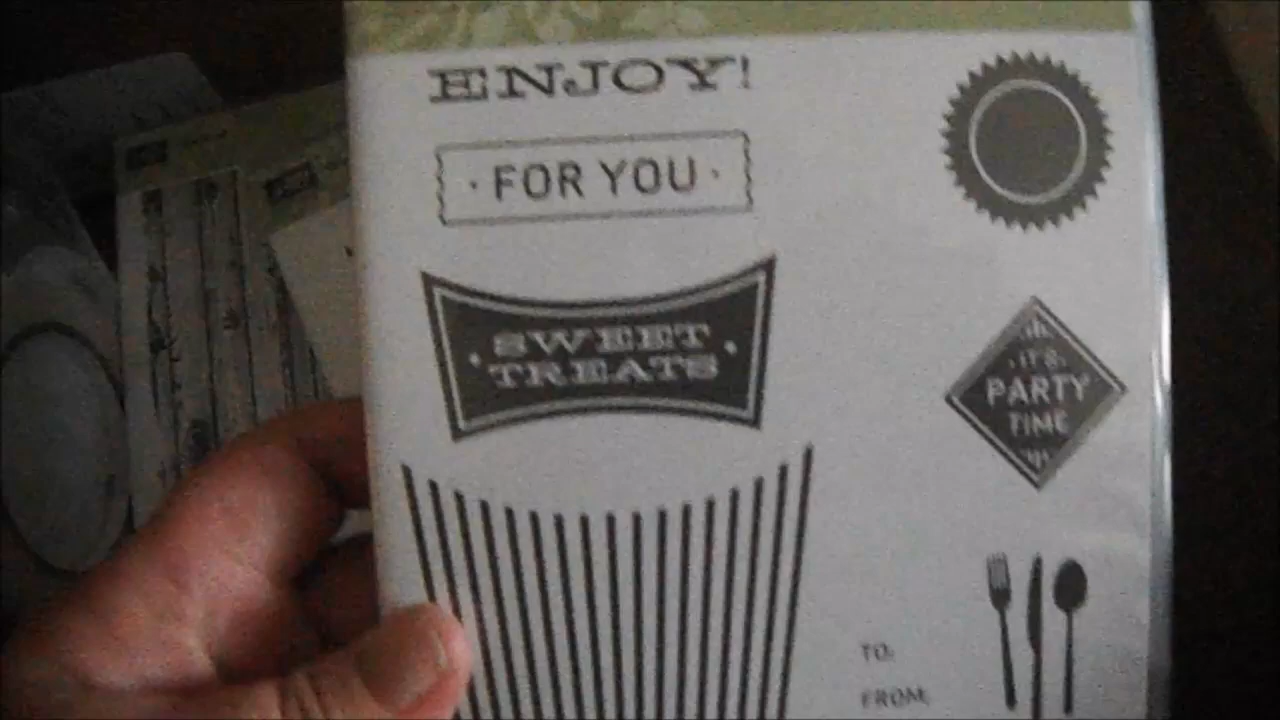 ENJOY!
· FOR YOU ·
· SWEET
TREATS ·
· IT'S ·
PARTY
TIME
TO:
FROM: